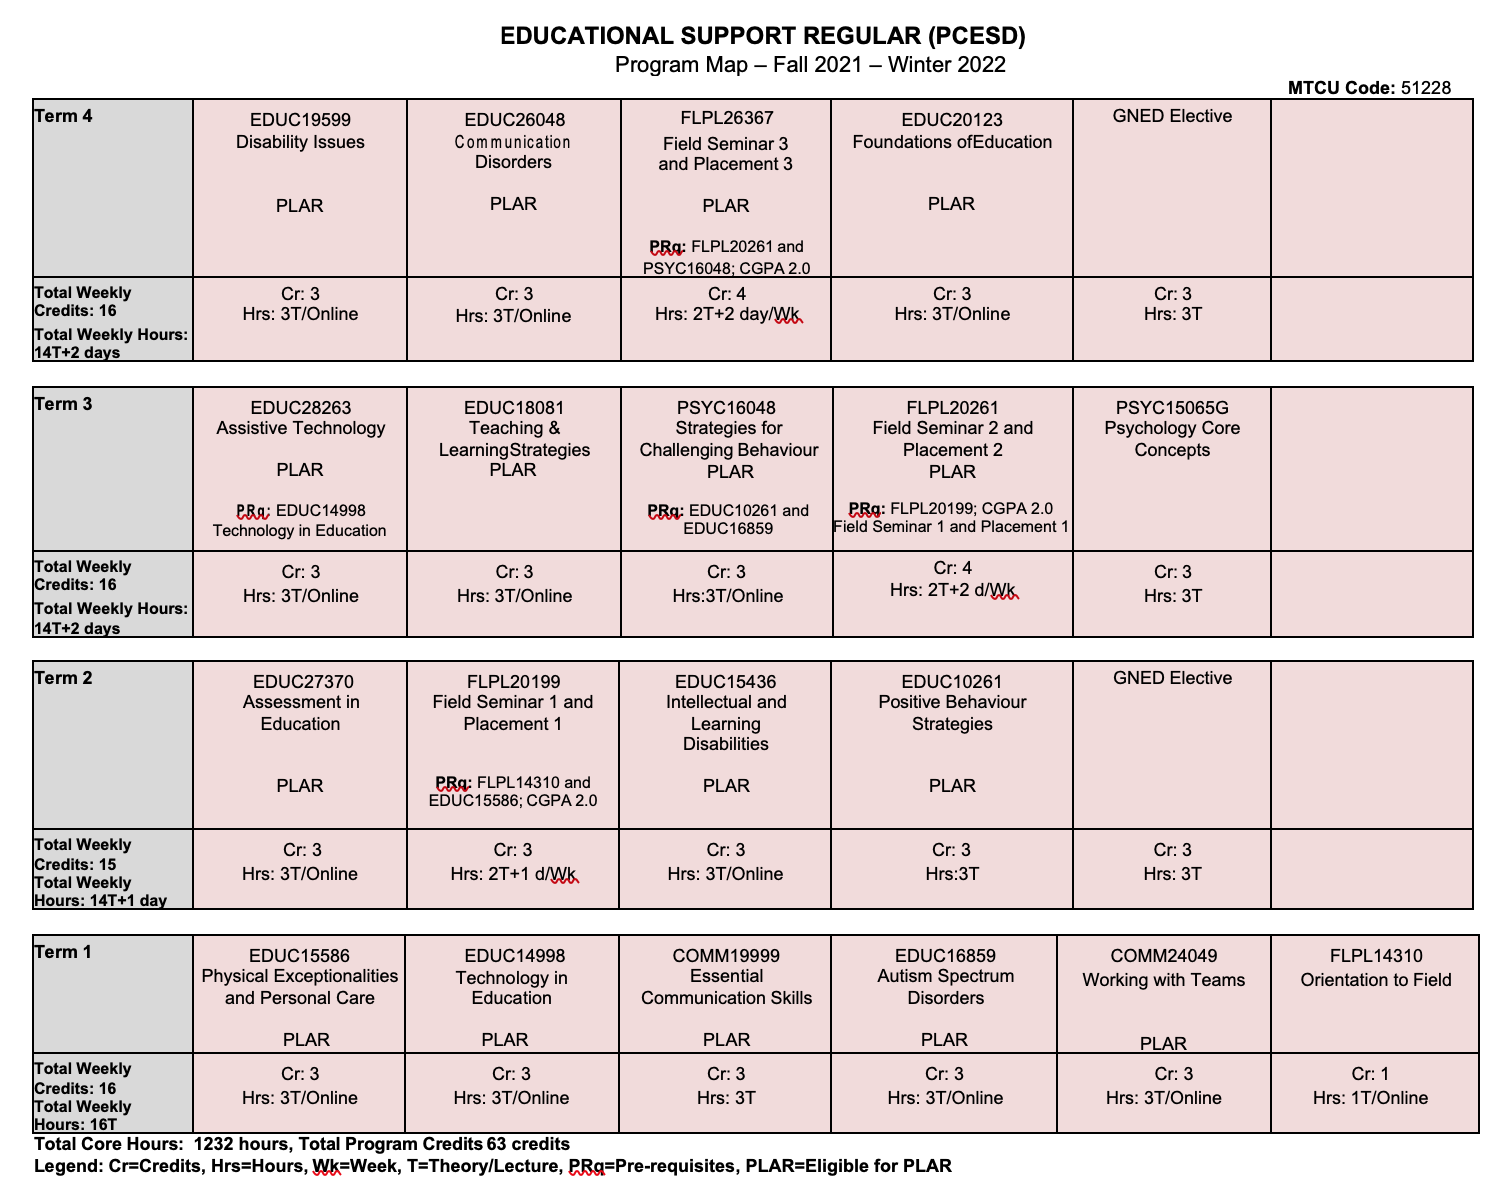 EDUCATIONAL SUPPORT REGULAR (PCESD)
Program Map – Fall 2021 – Winter 2022
MTCU Code: 51228
Term 4
EDUC19599
Disability Issues
PLAR
EDUC26048
Communication
Disorders
PLAR
FLPL26367
Field Seminar 3
and Placement 3
PLAR
PRq: FLPL20261 and
PSYC16048; CGPA 2.0
EDUC20123
Foundations ofEducation
PLAR
GNED Elective
Total Weekly
Credits: 16
Total Weekly Hours:
14T+2 days
Cr: 3
Hrs: 3T/Online
Cr: 3
Hrs: 3T/Online
Cr: 4
Hrs: 2T+2 day/Wk
Cr: 3
Hrs: 3T/Online
Cr: 3
Hrs: 3T
Term 3
EDUC28263
Assistive Technology
PLAR
PRq: EDUC14998
Technology in Education
EDUC18081
Teaching &
LearningStrategies
PLAR
PSYC16048
Strategies for
Challenging Behaviour
PLAR
PRq: EDUC10261 and
EDUC16859
FLPL20261
Field Seminar 2 and
Placement 2
PLAR
PRq: FLPL20199; CGPA 2.0
Field Seminar 1 and Placement 1
PSYC15065G
Psychology Core
Concepts
Total Weekly
Credits: 16
Total Weekly Hours:
14T+2 days
Cr: 3
Hrs: 3T/Online
Cr: 3
Hrs: 3T/Online
Cr: 3
Hrs:3T/Online
Cr: 4
Hrs: 2T+2 d/Wk
Cr: 3
Hrs: 3T
Term 2
EDUC27370
Assessment in
Education
PLAR
FLPL20199
Field Seminar 1 and
Placement 1
PRq: FLPL14310 and
EDUC15586; CGPA 2.0
EDUC15436
Intellectual and
Learning
Disabilities
PLAR
EDUC10261
Positive Behaviour
Strategies
PLAR
GNED Elective
Total Weekly
Credits: 15
Total Weekly
Hours: 14T+1 day
Cr: 3
Hrs: 3T/Online
Cr: 3
Hrs: 2T+1 d/Wk
Cr: 3
Hrs: 3T/Online
Cr: 3
Hrs:3T
Cr: 3
Hrs: 3T
Term 1
EDUC15586
Physical Exceptionalities
and Personal Care
PLAR
EDUC14998
Technology in
Education
PLAR
COMM19999
Essential
Communication Skills
PLAR
EDUC16859
Autism Spectrum
Disorders
PLAR
COMM24049
Working with Teams
PLAR
FLPL14310
Orientation to Field
Total Weekly
Credits: 16
Total Weekly
Hours: 16T
Cr: 3
Hrs: 3T/Online
Cr: 3
Hrs: 3T/Online
Cr: 3
Hrs: 3T
Cr: 3
Hrs: 3T/Online
Cr: 3
Hrs: 3T/Online
Cr: 1
Hrs: 1T/Online
Total Core Hours: 1232 hours, Total Program Credits 63 credits
Legend: Cr=Credits, Hrs=Hours, Wk=Week, T=Theory/Lecture, PRq=Pre-requisites, PLAR=Eligible for PLAR